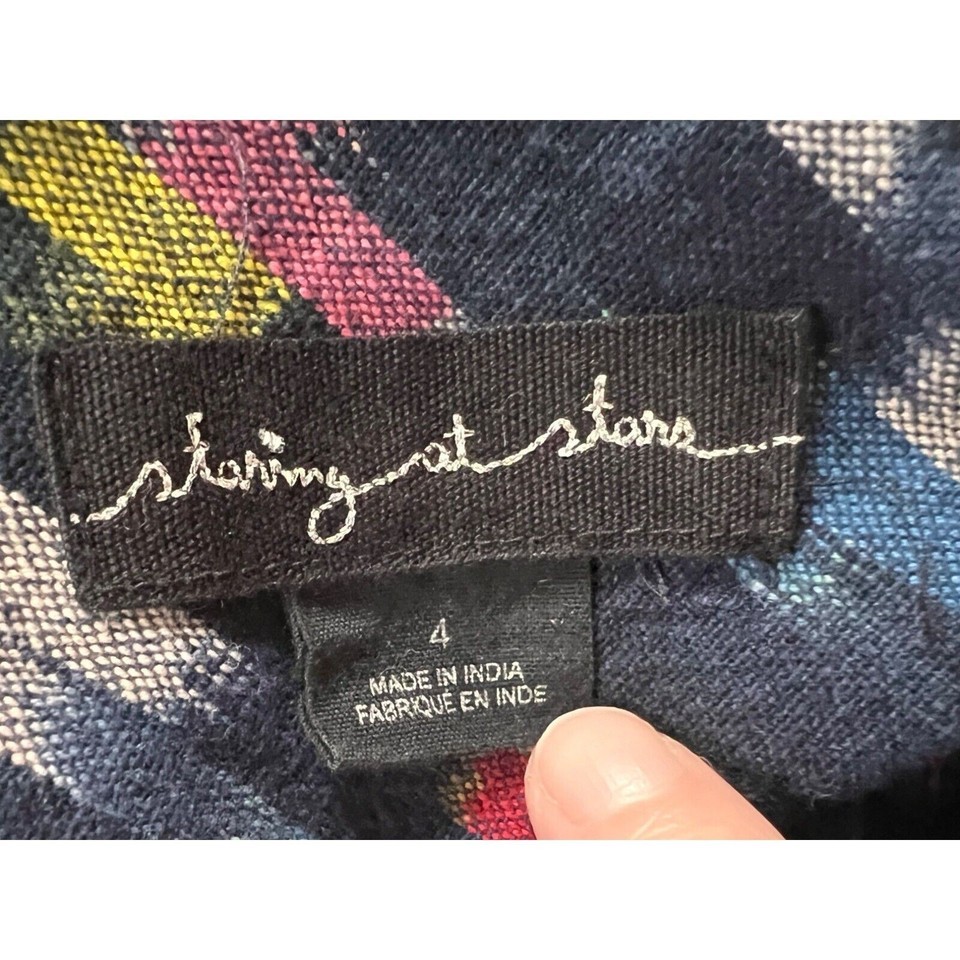 staring at stars
4
MADE IN INDIA
FABRIQUÉ EN INDE